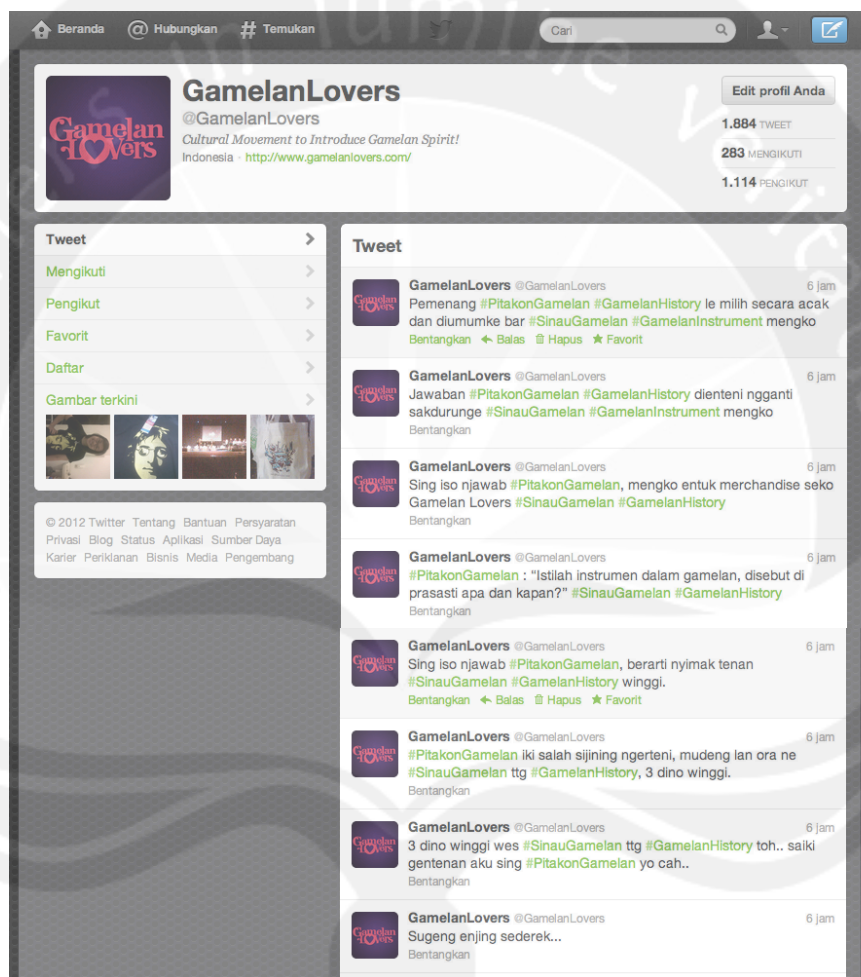 Beranda @ Hubungkan # Temukan Cari
GamelanLovers
@GamelanLovers
Cultural Movement to Introduce Gamelan Spirit!
Indonesia · http://www.gamelanlovers.com/
Gamelan
Lovers
Edit profil Anda
1.884 TWEET
283 MENGIKUTI
1.114 PENGIKUT
Tweet
Mengikuti
Pengikut
Favorit
Daftar
Gambar terkini
© 2012 Twitter Tentang Bantuan Persyaratan
Privasi Blog Status Aplikasi Sumber Daya
Karier Periklanan Bisnis Media Pengembang
Tweet
GamelanLovers @GamelanLovers 6 jam
Pemenang #PitakonGamelan #GamelanHistory le milih secara acak
dan diumumke bar #SinauGamelan #GamelanInstrument mengko
Bentangkan Balas Hapus Favorit
GamelanLovers @GamelanLovers 6 jam
Jawaban #PitakonGamelan #GamelanHistory dienteni ngganti
sakdurunge #SinauGamelan #GamelanInstrument mengko
Bentangkan
GamelanLovers @GamelanLovers 6 jam
Sing iso njawab #PitakonGamelan, mengko entuk merchandise seko
Gamelan Lovers #SinauGamelan #GamelanHistory
Bentangkan
GamelanLovers @GamelanLovers 6 jam
#PitakonGamelan : "Istilah instrumen dalam gamelan, disebut di
prasasti apa dan kapan?" #SinauGamelan #GamelanHistory
Bentangkan
GamelanLovers @GamelanLovers 6 jam
Sing iso njawab #PitakonGamelan, berarti nyimak tenan
#SinauGamelan #GamelanHistory winggi.
Bentangkan Balas Hapus Favorit
GamelanLovers @GamelanLovers 6 jam
#PitakonGamelan iki salah sijining ngerteni, mudeng lan ora ne
#SinauGamelan ttg #GamelanHistory, 3 dino winggi.
Bentangkan
GamelanLovers @GamelanLovers 6 jam
3 dino winggi wes #SinauGamelan ttg #GamelanHistory toh.. saiki
gentenan aku sing #PitakonGamelan yo cah..
Bentangkan
GamelanLovers @GamelanLovers 6 jam
Sugeng enjing sederek...
Bentangkan
in lumine verita